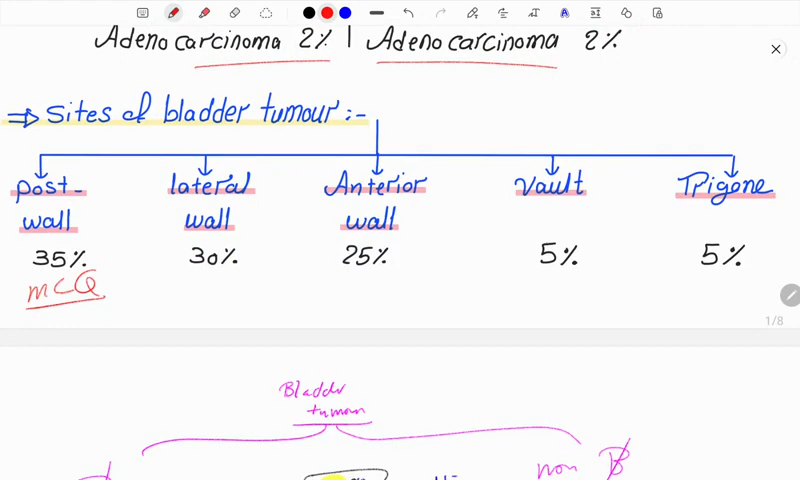 Adeno carcinoma 2% | Adeno carcinoma 2%
⇒ Sites of bladder tumour :-
post- wall 35%
lateral wall 30%
Anterior wall 25%
Vault 5%
Trigone 5%
MCQ
1/8
Bladder
tumour
non B